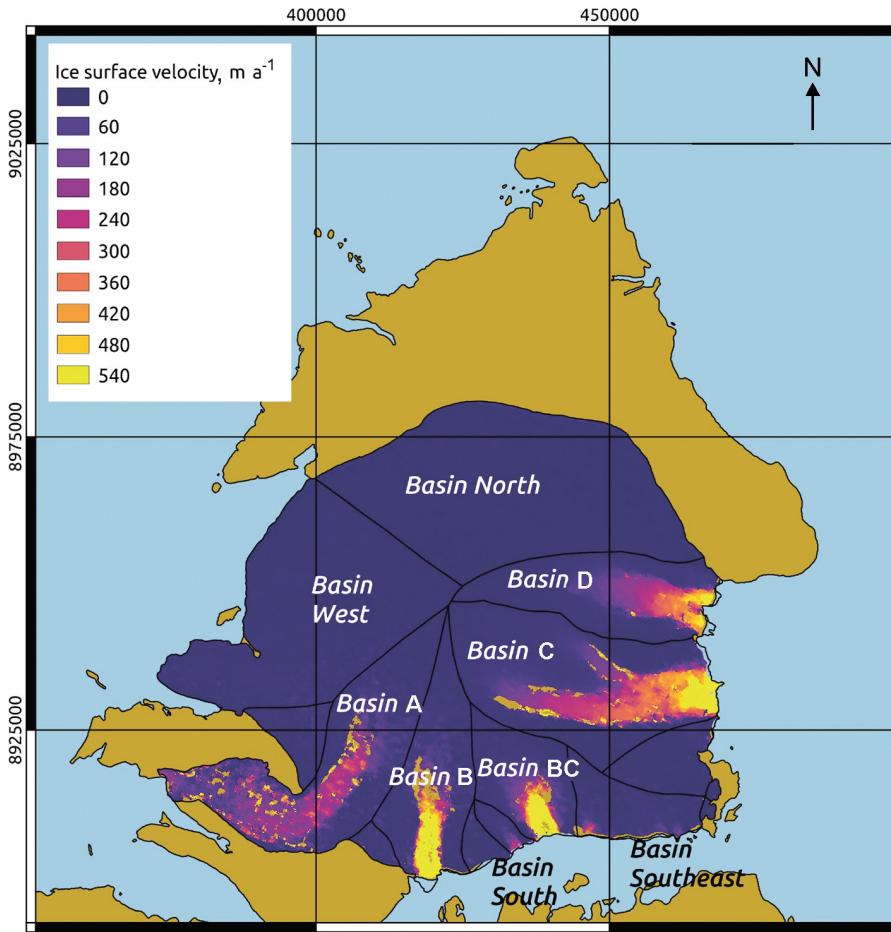 400000
450000
Ice surface velocity, m a⁻¹
0
60
120
180
240
300
360
420
480
540
N
9025000
8975000
8925000
Basin North
Basin D
Basin
West
Basin C
Basin A
Basin B
Basin BC
Basin
South
Basin
Southeast